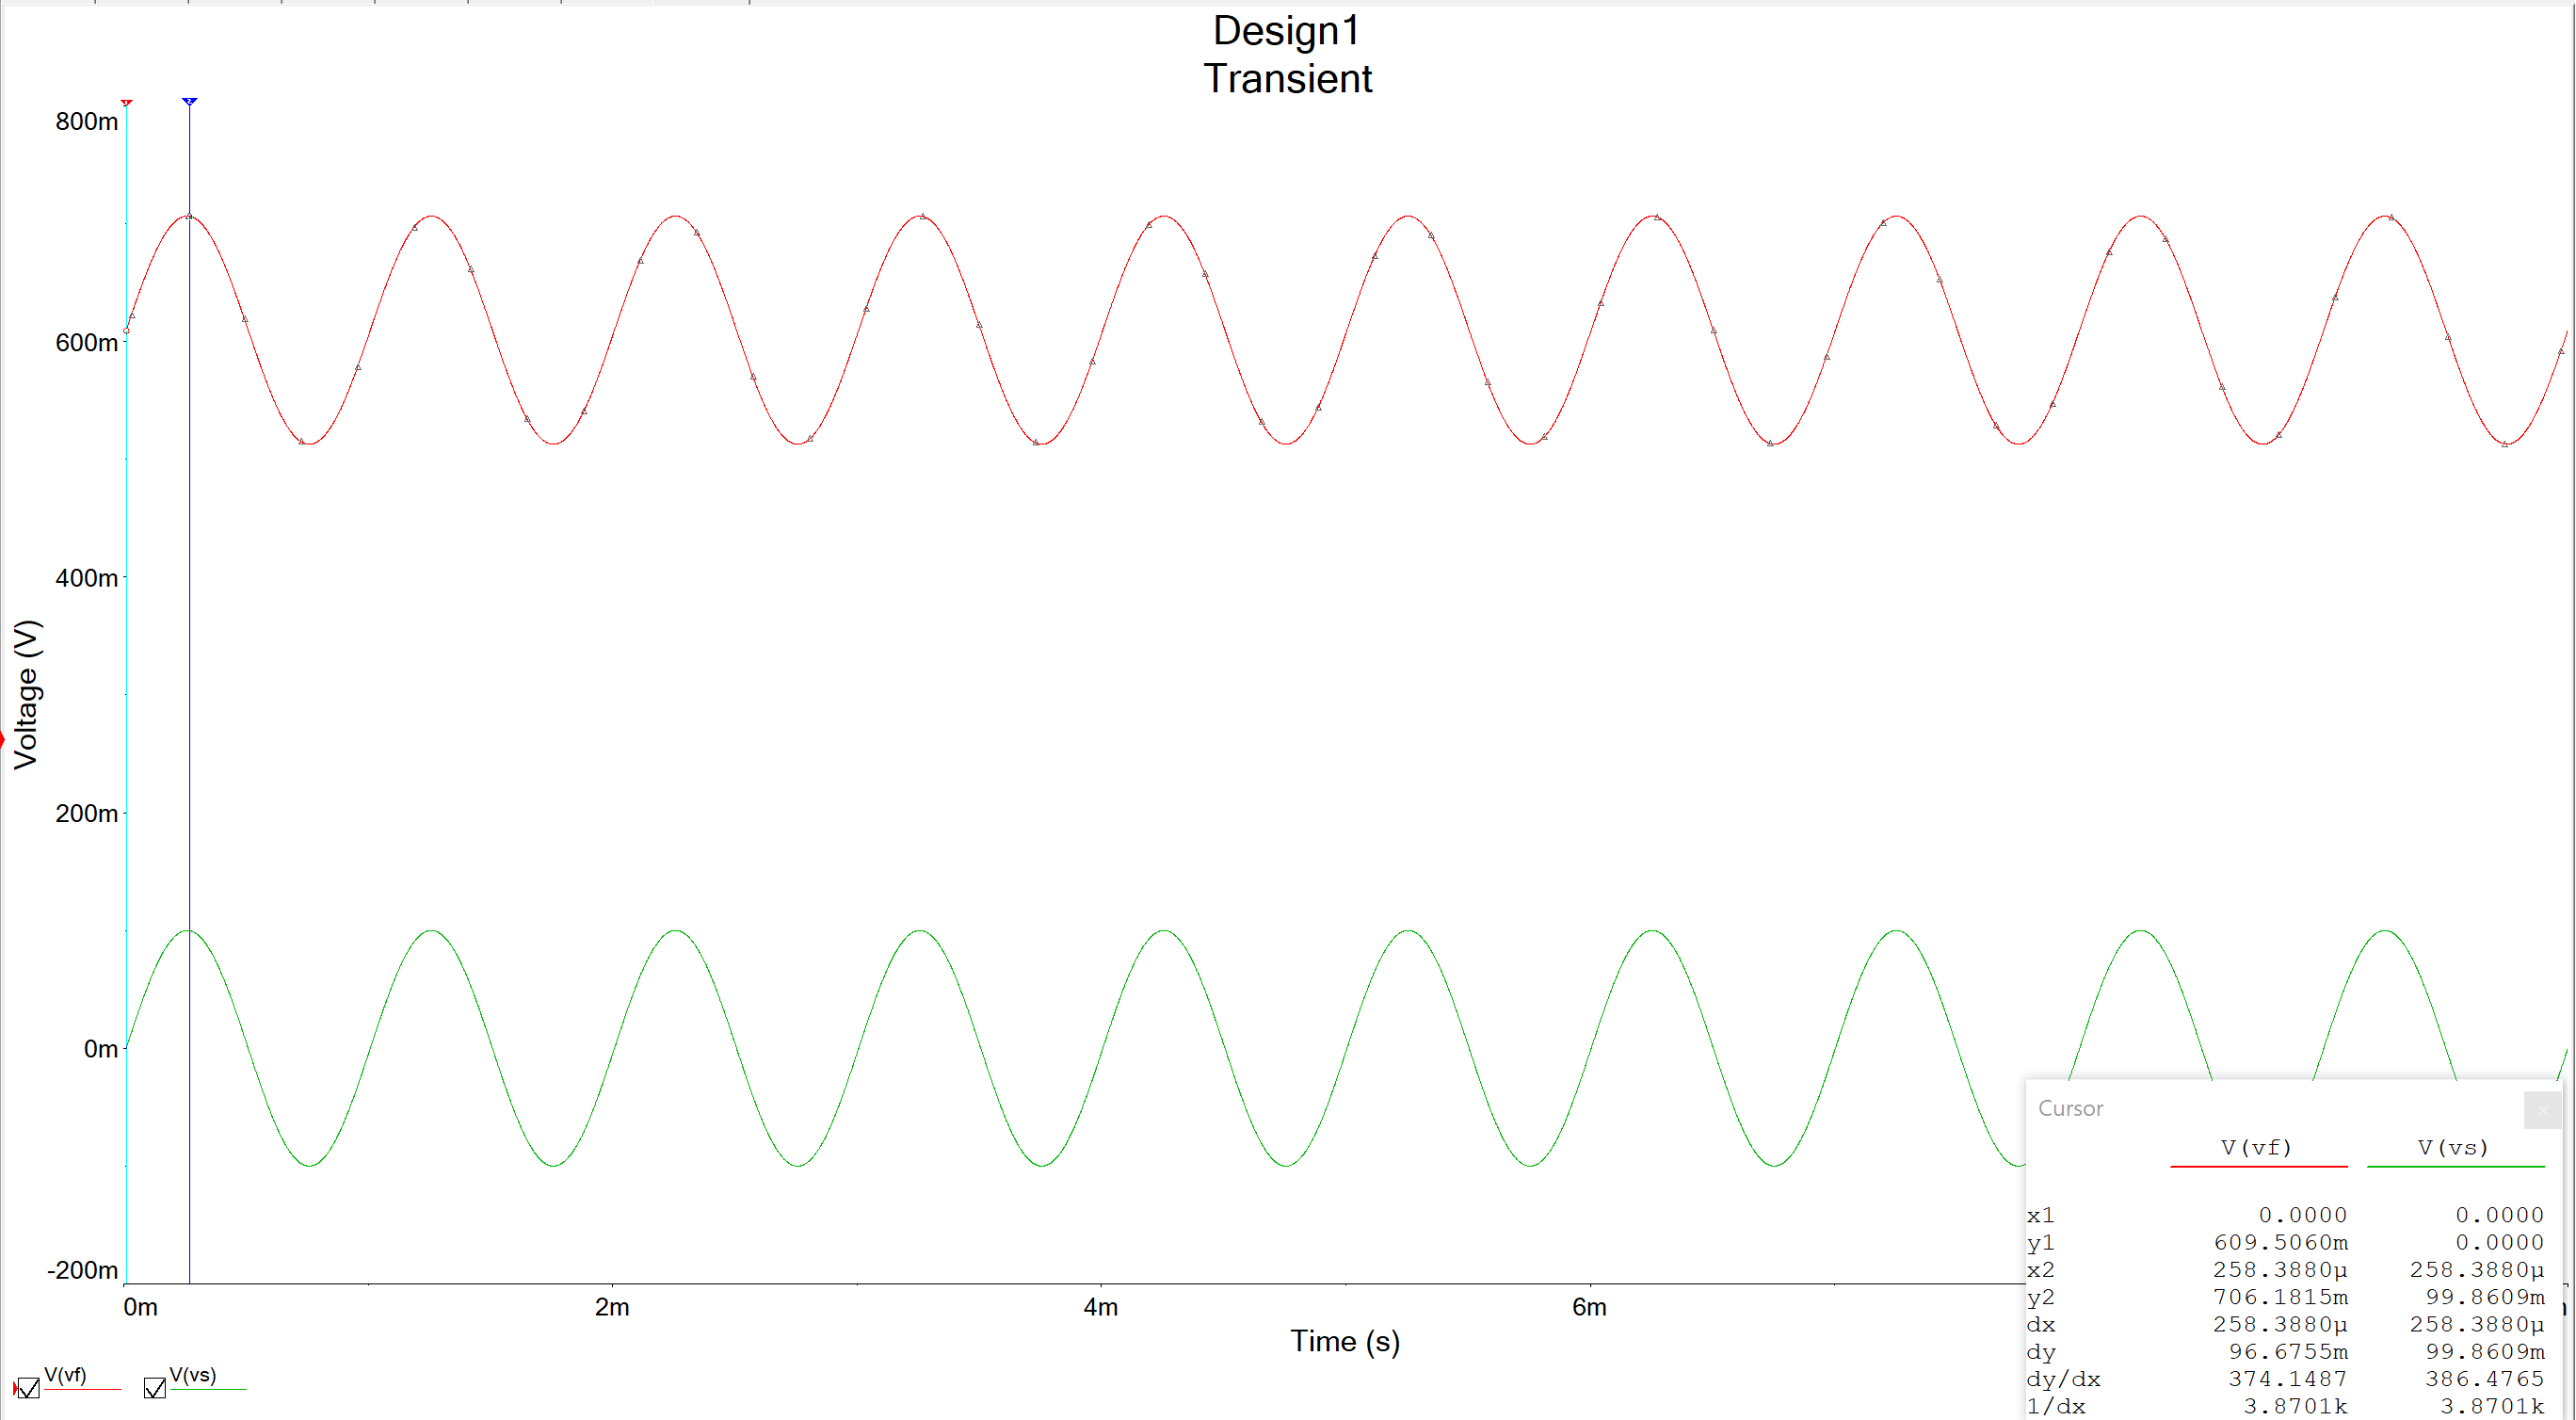 Design1
Transient
800m
600m
400m
200m
0m
-200m
Voltage (V)
0m
2m
4m
6m
Time (s)
V(vf)
V(vs)
Cursor
V(vf) V(vs)
x1 0.0000 0.0000
y1 609.5060m 0.0000
x2 258.3880µ 258.3880µ
y2 706.1815m 99.8609m
dx 258.3880µ 258.3880µ
dy 96.6755m 99.8609m
dy/dx 374.1487 386.4765
1/dx 3.8701k 3.8701k